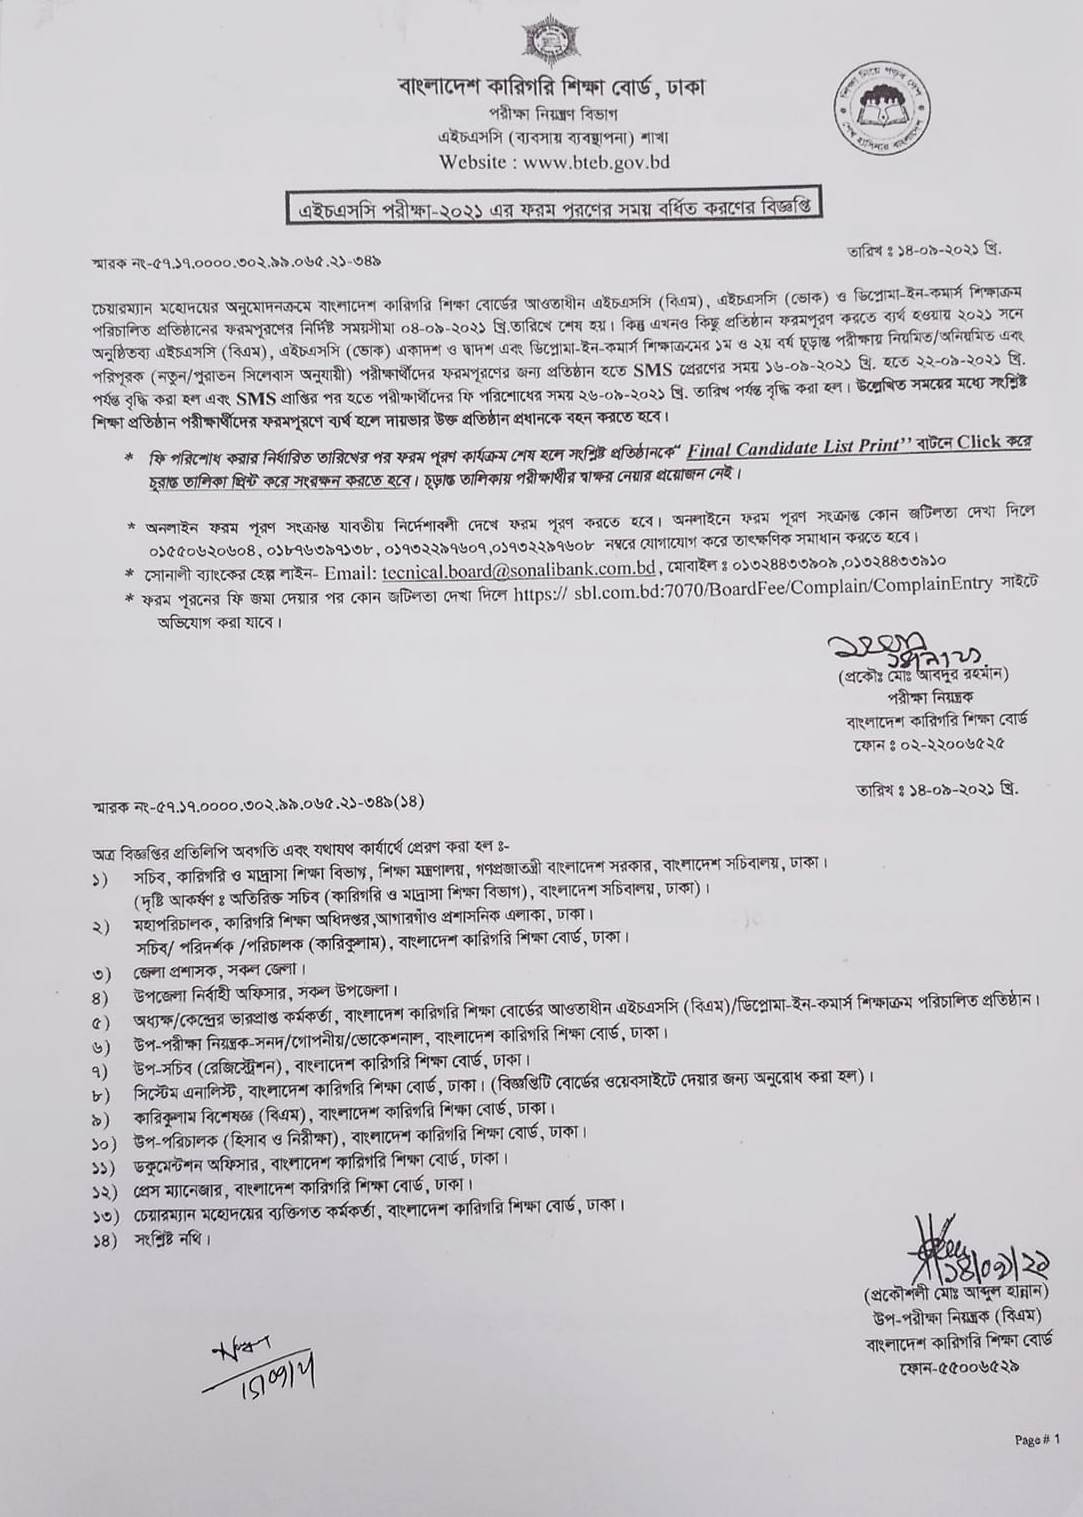 বাংলাদেশ কারিগরি শিক্ষা বোর্ড, ঢাকা
পরীক্ষা নিয়ন্ত্রণ বিভাগ
এইচএসসি (ব্যবসায় ব্যবস্থাপনা) শাখা
Website : www.bteb.gov.bd
শিক্ষা নিয়ে গড়ব দেশ
শেখ হাসিনার বাংলাদেশ
এইচএসসি পরীক্ষা-২০২১ এর ফরম পূরণের সময় বর্ধিত করণের বিজ্ঞপ্তি
স্মারক নং-৫৭.১৭.০০০০.৩০২.৯৯.০৬৫.২১-৩৪৯
তারিখ ঃ ১৪-০৯-২০২১ খ্রি.
চেয়ারম্যান মহোদয়ের অনুমোদনক্রমে বাংলাদেশ কারিগরি শিক্ষা বোর্ডের আওতাধীন এইচএসসি (বিএম), এইচএসসি (ভোক) ও ডিপ্লোমা-ইন-কমার্স শিক্ষাক্রম
পরিচালিত প্রতিষ্ঠানের ফরমপূরণের নির্দিষ্ট সময়সীমা ০৪-০৯-২০২১ খ্রি.তারিখে শেষ হয়। কিন্তু এখনও কিছু প্রতিষ্ঠান ফরমপূরণ করতে ব্যর্থ হওয়ায় ২০২১ সনে
অনুষ্ঠিতব্য এইচএসসি (বিএম), এইচএসসি (ভোক) একাদশ ও দ্বাদশ এবং ডিপ্লোমা-ইন-কমার্স শিক্ষাক্রমের ১ম ও ২য় বর্ষ চূড়ান্ত পরীক্ষায় নিয়মিত/অনিয়মিত এবং
পরিপূরক (নতুন/পুরাতন সিলেবাস অনুযায়ী) পরীক্ষার্থীদের ফরমপূরণের জন্য প্রতিষ্ঠান হতে SMS প্রেরণের সময় ১৬-০৯-২০২১ খ্রি. হতে ২২-০৯-২০২১ খ্রি.
পর্যন্ত বৃদ্ধি করা হল এবং SMS প্রাপ্তির পর হতে পরীক্ষার্থীদের ফি পরিশোধের সময় ২৬-০৯-২০২১ খ্রি. তারিখ পর্যন্ত বৃদ্ধি করা হল। উল্লেখিত সময়ের মধ্যে সংশ্লিষ্ট
শিক্ষা প্রতিষ্ঠান পরীক্ষার্থীদের ফরমপূরণে ব্যর্থ হলে দায়ভার উক্ত প্রতিষ্ঠান প্রধানকে বহন করতে হবে।
* ফি পরিশোধ করার নির্ধারিত তারিখের পর ফরম পূরণ কার্যক্রম শেষ হলে সংশ্লিষ্ট প্রতিষ্ঠানকে“ Final Candidate List Print’’ বাটনে Click করে
চূড়ান্ত তালিকা প্রিন্ট করে সংরক্ষন করতে হবে। চূড়ান্ত তালিকায় পরীক্ষার্থীর স্বাক্ষর নেয়ার প্রয়োজন নেই।
* অনলাইন ফরম পূরণ সংক্রান্ত যাবতীয় নির্দেশাবলী দেখে ফরম পূরণ করতে হবে। অনলাইনে ফরম পূরণ সংক্রান্ত কোন জটিলতা দেখা দিলে
০১৫৫০৬২০৬০৪, ০১৮৭৬৩৯৭১৩৮, ০১৭৩২২৯৭৬০৭,০১৭৩২২৯৭৬০৮ নম্বরে যোগাযোগ করে তাৎক্ষণিক সমাধান করতে হবে।
* সোনালী ব্যাংকের হেল্প লাইন- Email: tecnical.board@sonalibank.com.bd, মোবাইল ঃ ০১৩২৪৪৩৩৯০৯,০১৩২৪৪৩৩৯১০
* ফরম পূরনের ফি জমা দেয়ার পর কোন জটিলতা দেখা দিলে https:// sbl.com.bd:7070/BoardFee/Complain/ComplainEntry সাইটে
অভিযোগ করা যাবে।
(প্রকৌঃ মোঃ আবদুর রহমান)
পরীক্ষা নিয়ন্ত্রক
বাংলাদেশ কারিগরি শিক্ষা বোর্ড
ফোন ঃ ০২-২২০০৬৫২৫
স্মারক নং-৫৭.১৭.০০০০.৩০২.৯৯.০৬৫.২১-৩৪৯(১৪)
তারিখ ঃ ১৪-০৯-২০২১ খ্রি.
অত্র বিজ্ঞপ্তির প্রতিলিপি অবগতি এবং যথাযথ কার্যার্থে প্রেরণ করা হল ঃ-
১) সচিব, কারিগরি ও মাদ্রাসা শিক্ষা বিভাগ, শিক্ষা মন্ত্রণালয়, গণপ্রজাতন্ত্রী বাংলাদেশ সরকার, বাংলাদেশ সচিবালয়, ঢাকা।
(দৃষ্টি আকর্ষণ ঃ অতিরিক্ত সচিব (কারিগরি ও মাদ্রাসা শিক্ষা বিভাগ), বাংলাদেশ সচিবালয়, ঢাকা)।
২) মহাপরিচালক, কারিগরি শিক্ষা অধিদপ্তর,আগারগাঁও প্রশাসনিক এলাকা, ঢাকা।
সচিব/ পরিদর্শক /পরিচালক (কারিকুলাম), বাংলাদেশ কারিগরি শিক্ষা বোর্ড, ঢাকা।
৩) জেলা প্রশাসক, সকল জেলা।
৪) উপজেলা নির্বাহী অফিসার, সকল উপজেলা।
৫) অধ্যক্ষ/কেন্দ্রের ভারপ্রাপ্ত কর্মকর্তা, বাংলাদেশ কারিগরি শিক্ষা বোর্ডের আওতাধীন এইচএসসি (বিএম)/ডিপ্লোমা-ইন-কমার্স শিক্ষাক্রম পরিচালিত প্রতিষ্ঠান।
৬) উপ-পরীক্ষা নিয়ন্ত্রক-সনদ/গোপনীয়/ভোকেশনাল, বাংলাদেশ কারিগরি শিক্ষা বোর্ড, ঢাকা।
৭) উপ-সচিব (রেজিস্ট্রেশন), বাংলাদেশ কারিগরি শিক্ষা বোর্ড, ঢাকা।
৮) সিস্টেম এনালিস্ট, বাংলাদেশ কারিগরি শিক্ষা বোর্ড, ঢাকা। (বিজ্ঞপ্তিটি বোর্ডের ওয়েবসাইটে দেয়ার জন্য অনুরোধ করা হল)।
৯) কারিকুলাম বিশেষজ্ঞ (বিএম), বাংলাদেশ কারিগরি শিক্ষা বোর্ড, ঢাকা।
১০) উপ-পরিচালক (হিসাব ও নিরীক্ষা), বাংলাদেশ কারিগরি শিক্ষা বোর্ড, ঢাকা।
১১) ডকুমেন্টেশন অফিসার, বাংলাদেশ কারিগরি শিক্ষা বোর্ড, ঢাকা।
১২) প্রেস ম্যানেজার, বাংলাদেশ কারিগরি শিক্ষা বোর্ড, ঢাকা।
১৩) চেয়ারম্যান মহোদয়ের ব্যক্তিগত কর্মকর্তা, বাংলাদেশ কারিগরি শিক্ষা বোর্ড, ঢাকা।
১৪) সংশ্লিষ্ট নথি।
১৪/০৯/২১
(প্রকৌশলী মোঃ আব্দুল হান্নান)
উপ-পরীক্ষা নিয়ন্ত্রক (বিএম)
বাংলাদেশ কারিগরি শিক্ষা বোর্ড
ফোন-৫৫০০৬৫২৯
Page # 1